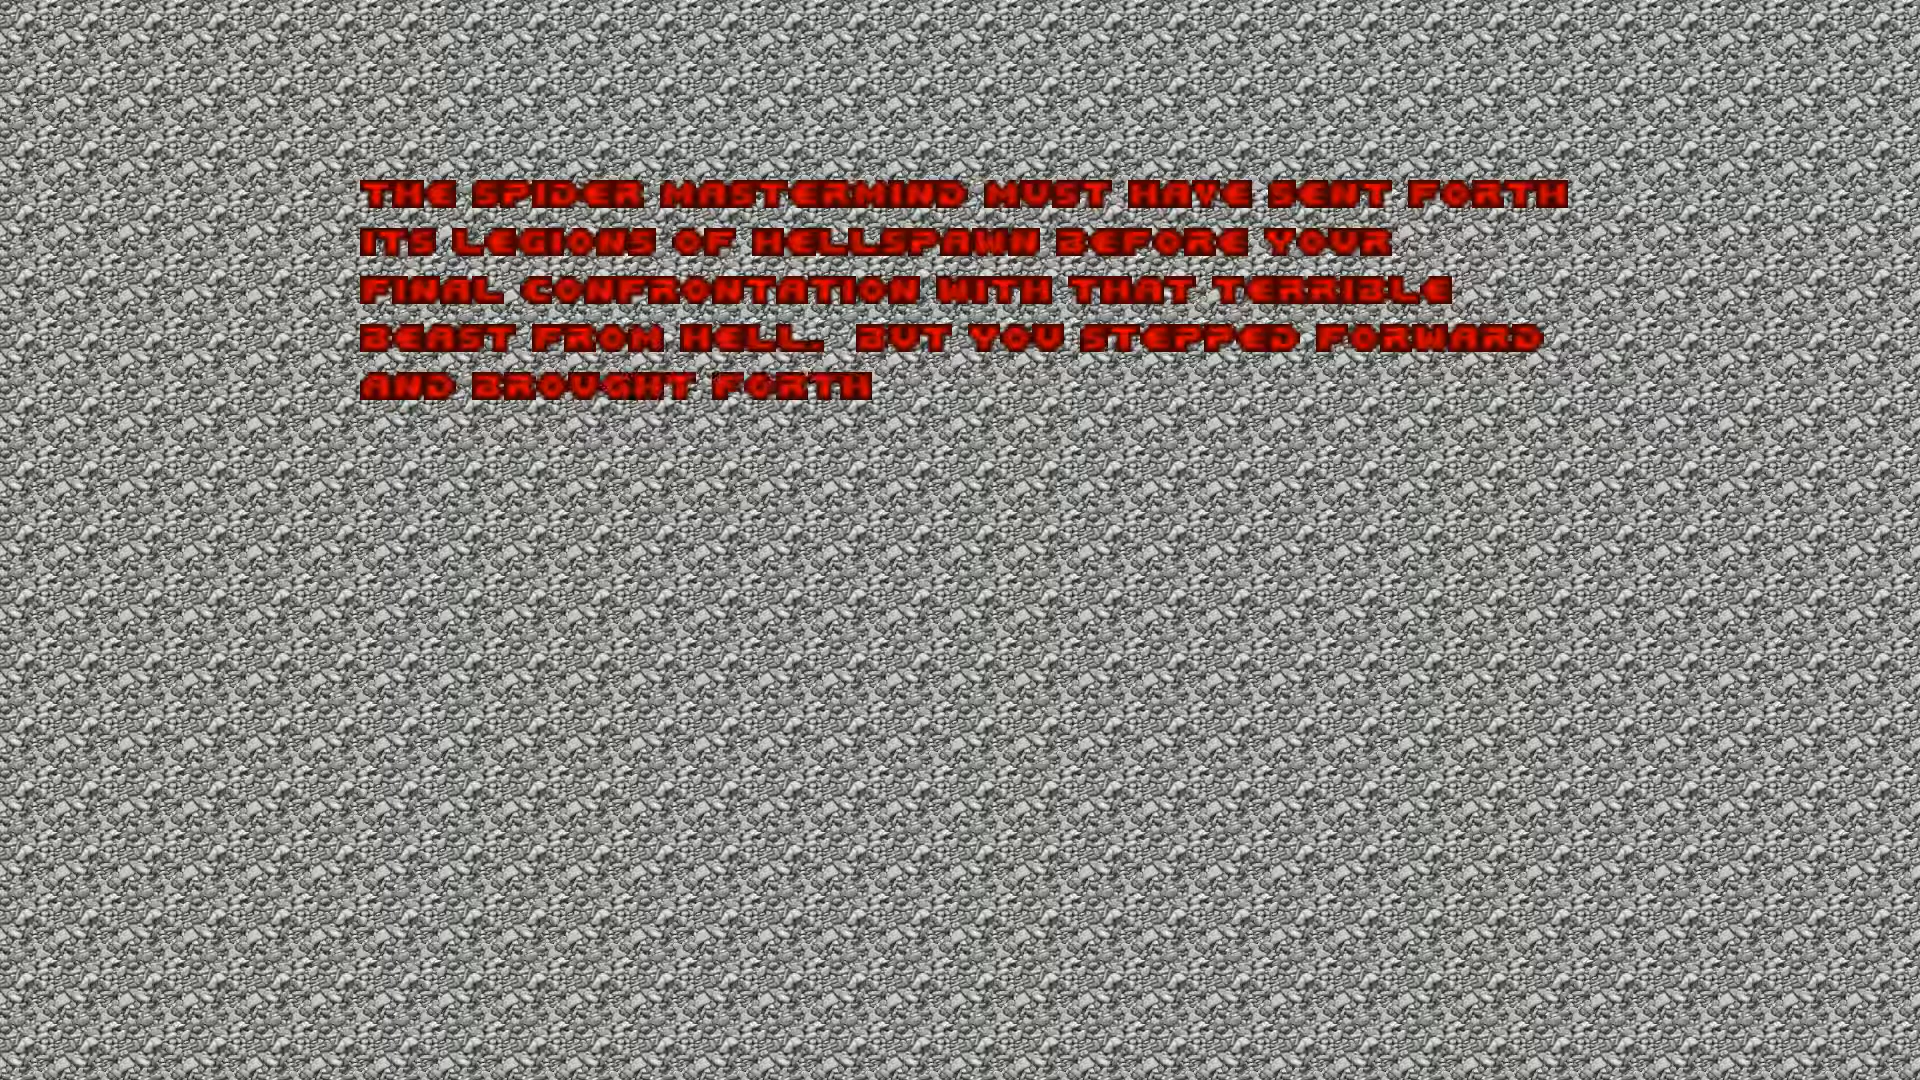 THE SPIDER MASTERMIND MUST HAVE SENT FORTH
ITS LEGIONS OF HELLSPAWN BEFORE YOUR
FINAL CONFRONTATION WITH THAT TERRIBLE
BEAST FROM HELL.  BUT YOU STEPPED FORWARD
AND BROUGHT FORTH